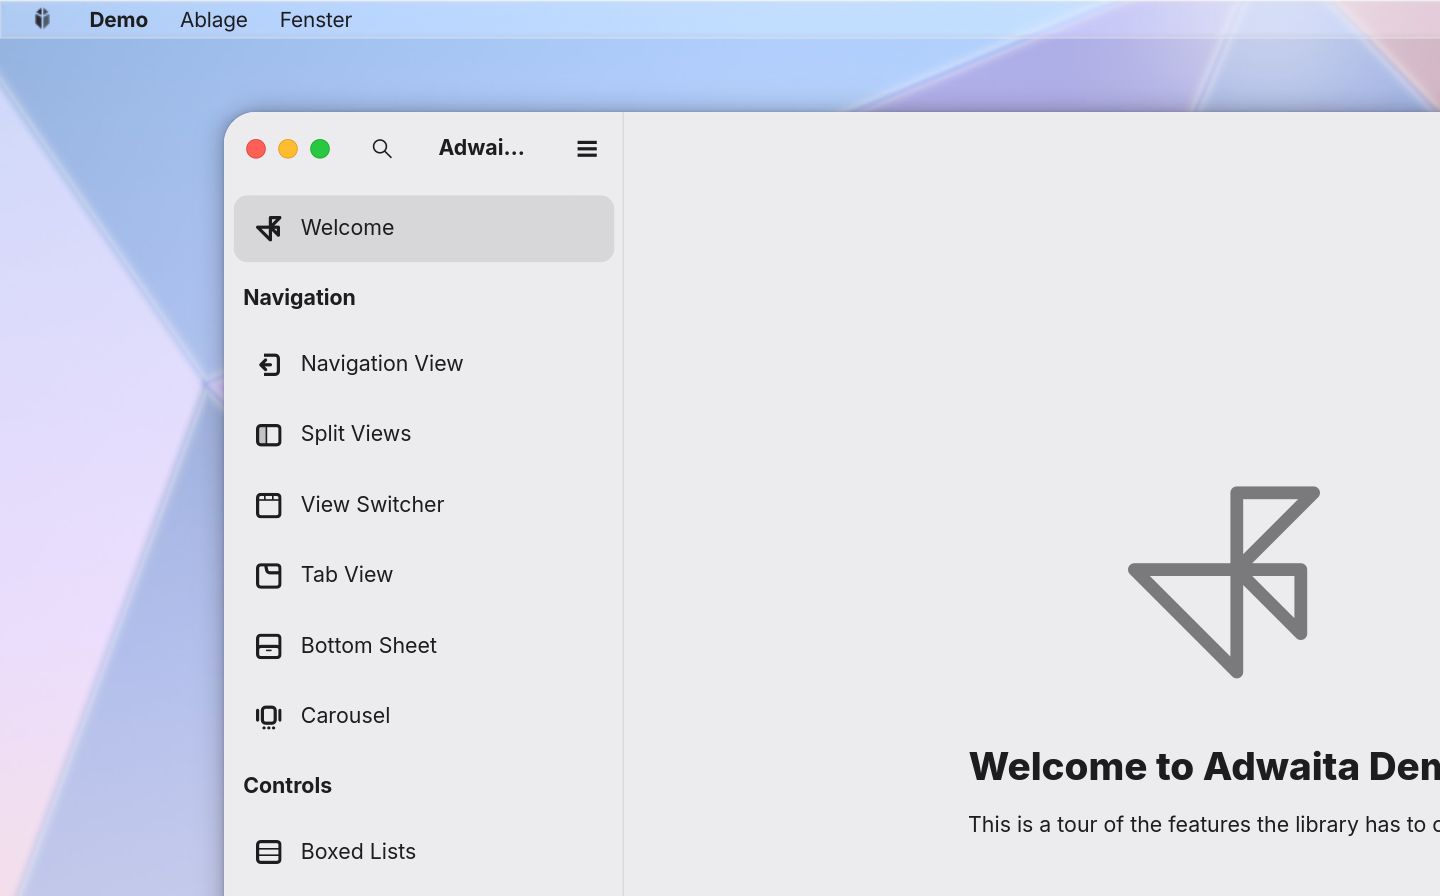 Demo Ablage Fenster
Adwai...
Welcome
Navigation
Navigation View
Split Views
View Switcher
Tab View
Bottom Sheet
Carousel
Controls
Boxed Lists
Welcome to Adwaita
This is a tour of the features the library has to